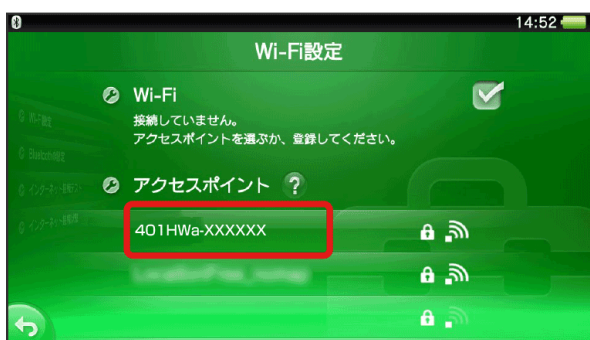 14:52
Wi-Fi設定
Wi-Fi
接続していません。
アクセスポイントを選ぶか、登録してください。
アクセスポイント ?
401HWa-XXXXXX